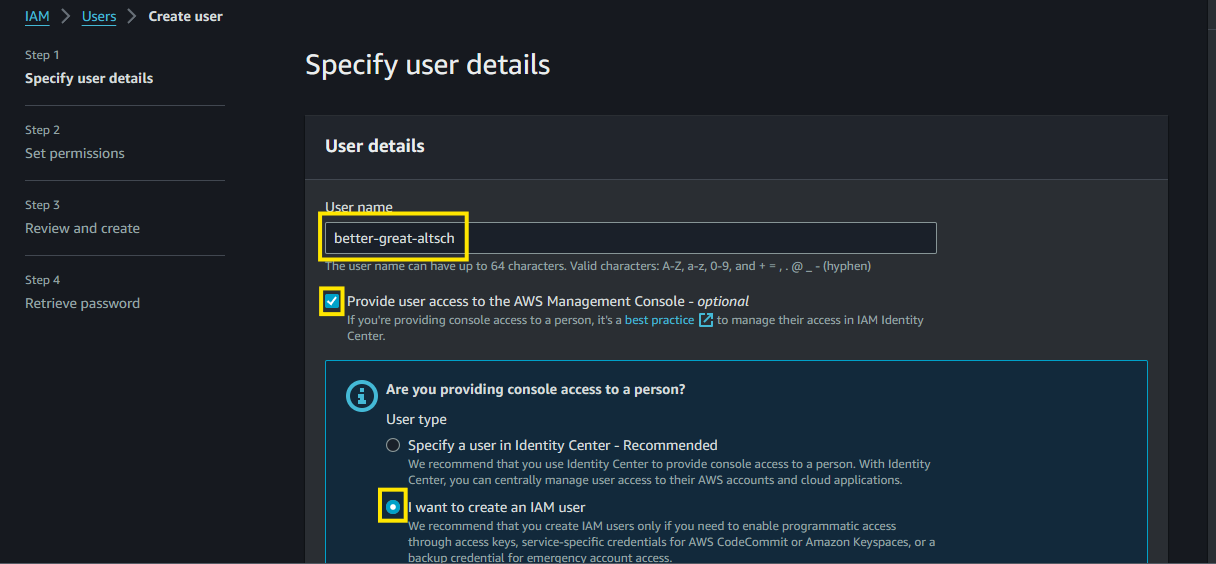 IAM > Users > Create user
Step 1
Specify user details
Step 2
Set permissions
Step 3
Review and create
Step 4
Retrieve password
Specify user details
User details
User name
better-great-altsch
The user name can have up to 64 characters. Valid characters: A-Z, a-z, 0-9, and + = , . @ _ - (hyphen)
Provide user access to the AWS Management Console - optional
If you're providing console access to a person, it's a best practice to manage their access in IAM Identity
Center.
Are you providing console access to a person?
User type
Specify a user in Identity Center - Recommended
We recommend that you use Identity Center to provide console access to a person. With Identity
Center, you can centrally manage user access to their AWS accounts and cloud applications.
I want to create an IAM user
We recommend that you create IAM users only if you need to enable programmatic access
through access keys, service-specific credentials for AWS CodeCommit or Amazon Keyspaces, or a
backup credential for emergency account access.